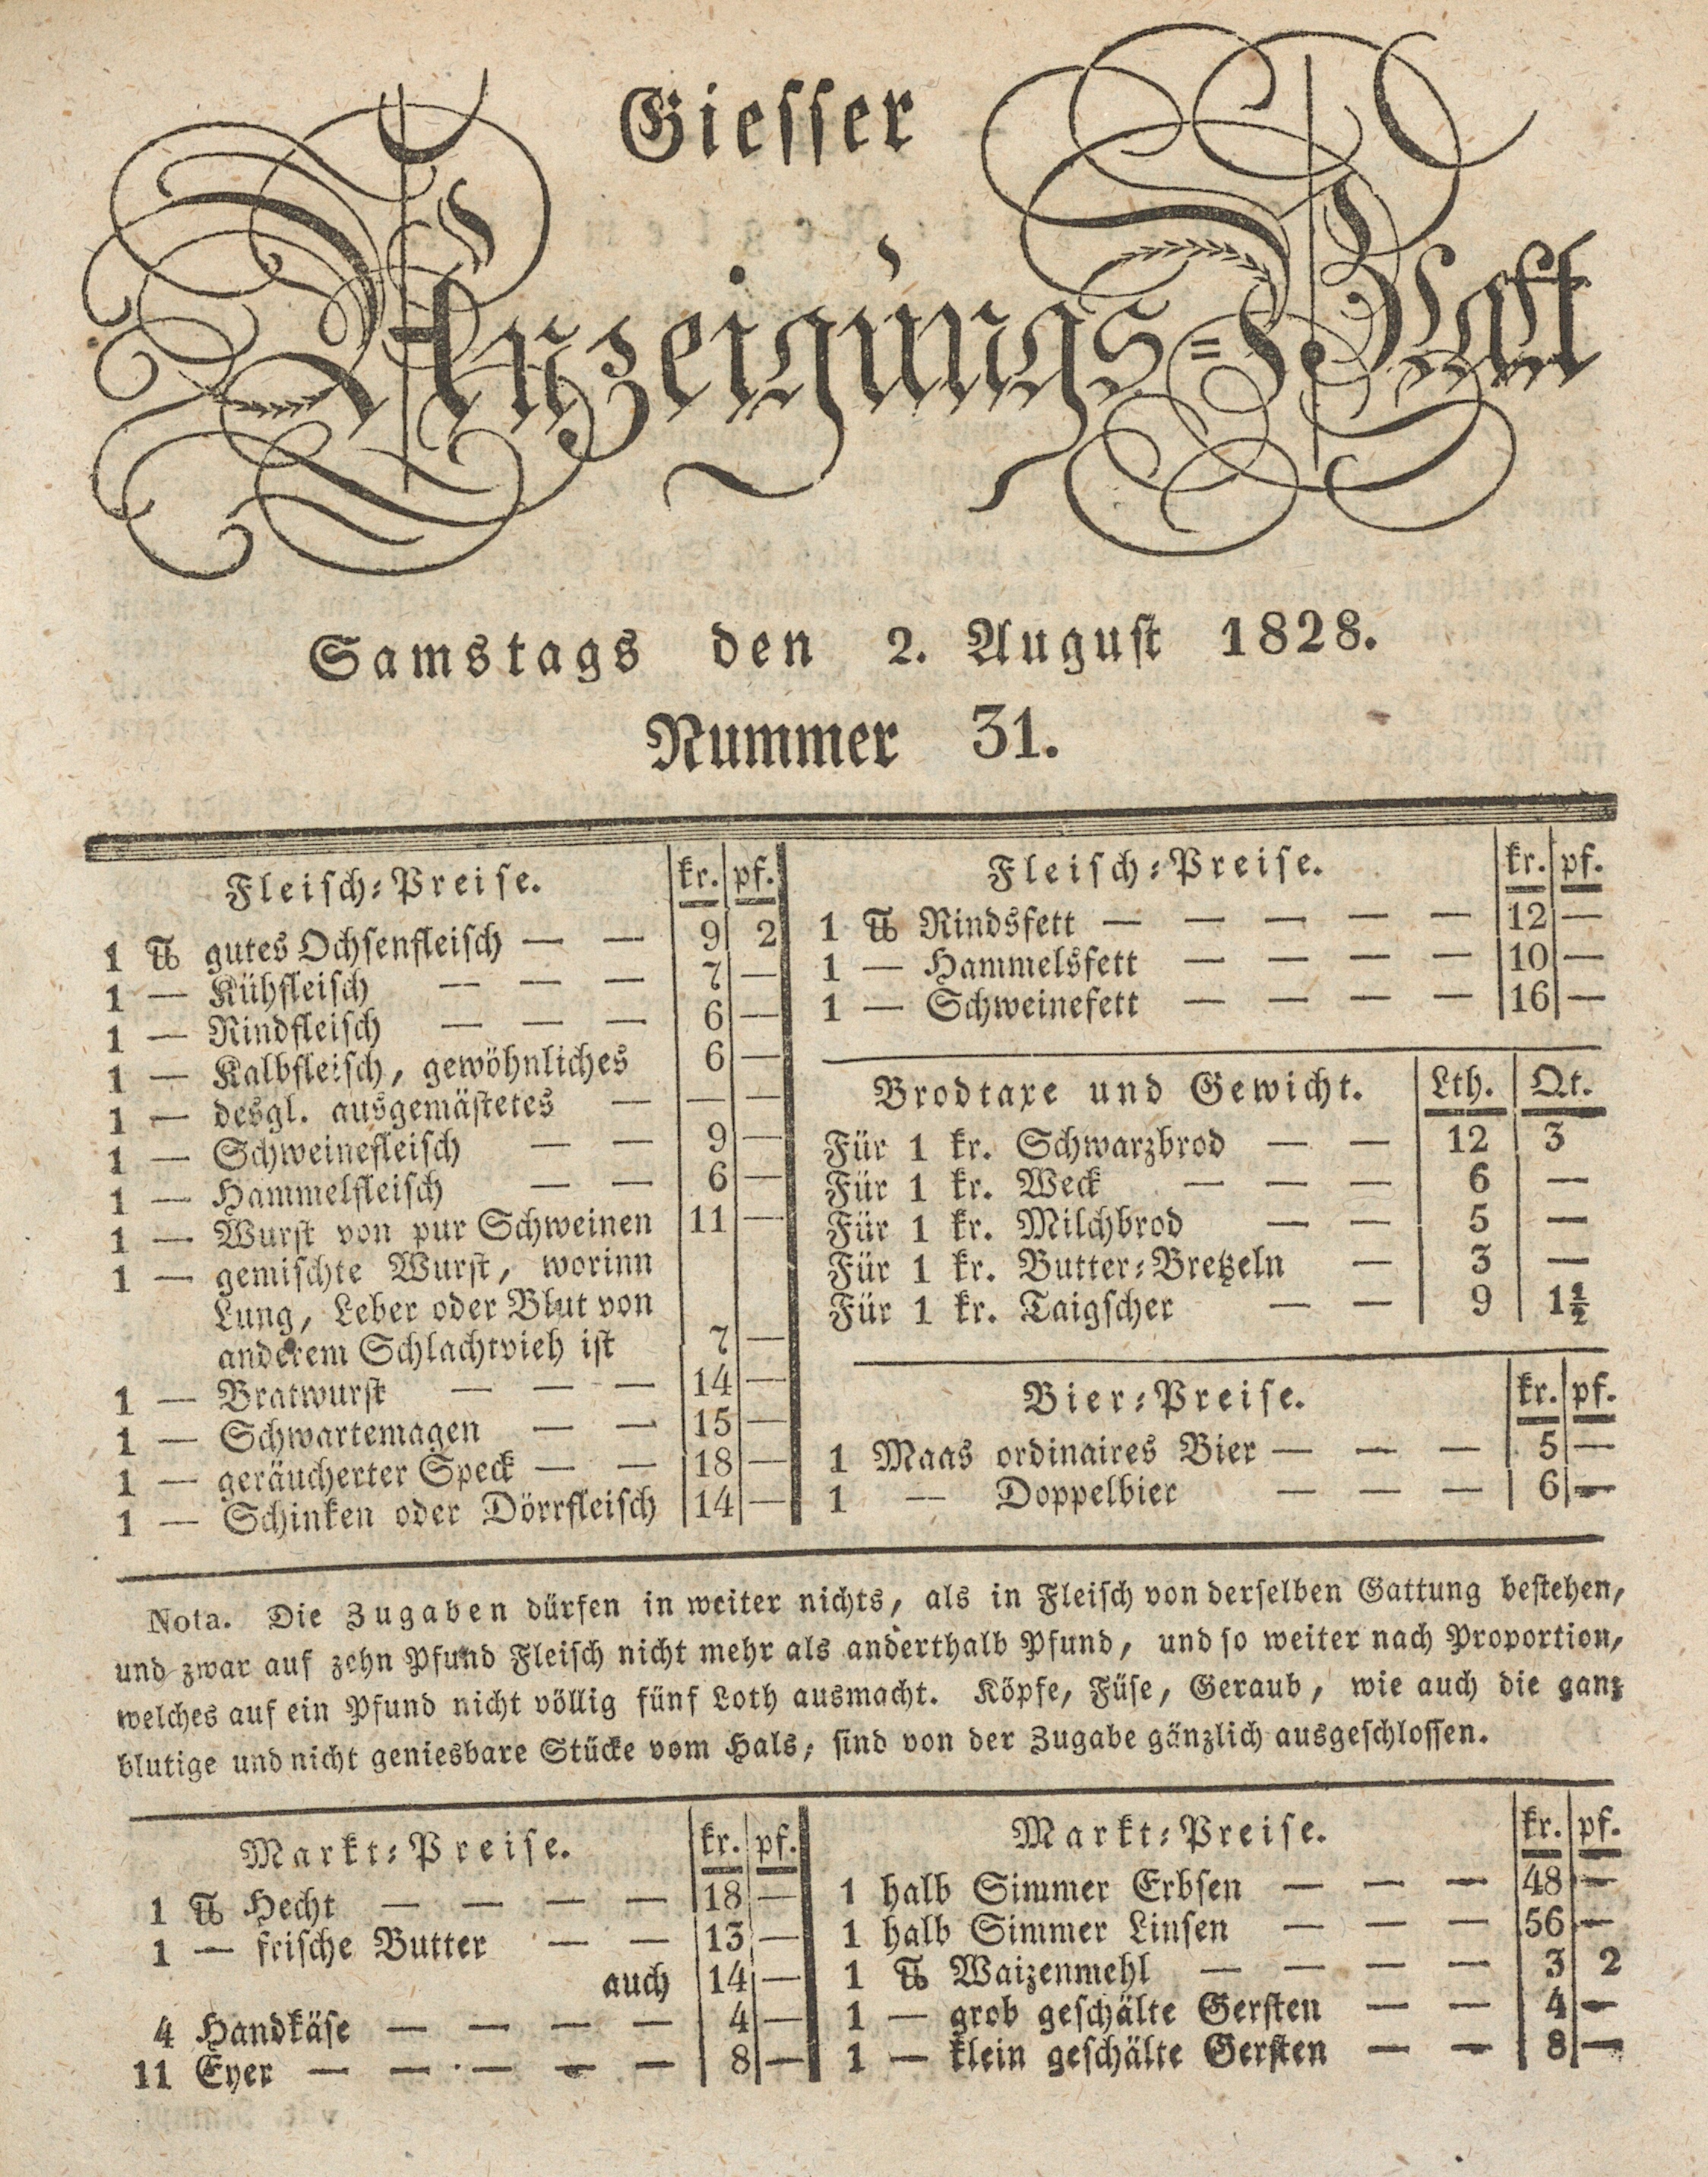 Giesser
Anzeigungs-Blatt
Samstags den 2. August 1828.
Nummer 31.
Fleisch-Preise. kr. pf.
1 ℔ gutes Ochsenfleisch — — 9 2
1 — Kühfleisch — — — 7 —
1 — Rindfleisch — — — 6 —
1 — Kalbfleisch, gewöhnliches 6 —
1 — desgl. ausgemästetes — — —
1 — Schweinefleisch — — 9 —
1 — Hammelfleisch — — 6 —
1 — Wurst von pur Schweinen 11 —
1 — gemischte Wurst, worinn
Lung, Leber oder Blut von
anderem Schlachtvieh ist 7 —
1 — Bratwurst — — — 14 —
1 — Schwartemagen — — 15 —
1 — geräucherter Speck — — 18 —
1 — Schinken oder Dörrfleisch 14 —
Fleisch-Preise. kr. pf.
1 ℔ Rindsfett — — — — — 12 —
1 — Hammelsfett — — — — 10 —
1 — Schweinefett — — — — 16 —
Brodtaxe und Gewicht. Lth. Qt.
Für 1 kr. Schwarzbrod — — 12 3
Für 1 kr. Weck — — — 6 —
Für 1 kr. Milchbrod — — 5 —
Für 1 kr. Butter-Bretzeln — 3 —
Für 1 kr. Taigscher — — 9 1½
Bier-Preise. kr. pf.
1 Maas ordinaires Bier — — — 5 —
1 — Doppelbier — — — 6 —
Nota. Die Zugaben dürfen in weiter nichts, als in Fleisch von derselben Gattung bestehen,
und zwar auf zehn Pfund Fleisch nicht mehr als anderthalb Pfund, und so weiter nach Proportion,
welches auf ein Pfund nicht völlig fünf Loth ausmacht. Köpfe, Füse, Geraub, wie auch die ganz
blutige und nicht geniesbare Stücke vom Hals, sind von der Zugabe gänzlich ausgeschlossen.
Markt-Preise. kr. pf.
1 ℔ Hecht — — — — 18 —
1 — frische Butter — — 13 —
auch 14 —
4 Handkäse — — — — 4 —
11 Eyer — — — — — 8 —
Markt-Preise. kr. pf.
1 halb Simmer Erbsen — — — 48 —
1 halb Simmer Linsen — — — 56 —
1 ℔ Waizenmehl — — — — 3 2
1 — grob geschälte Gersten — — 4 —
1 — klein geschälte Gersten — — 8 —